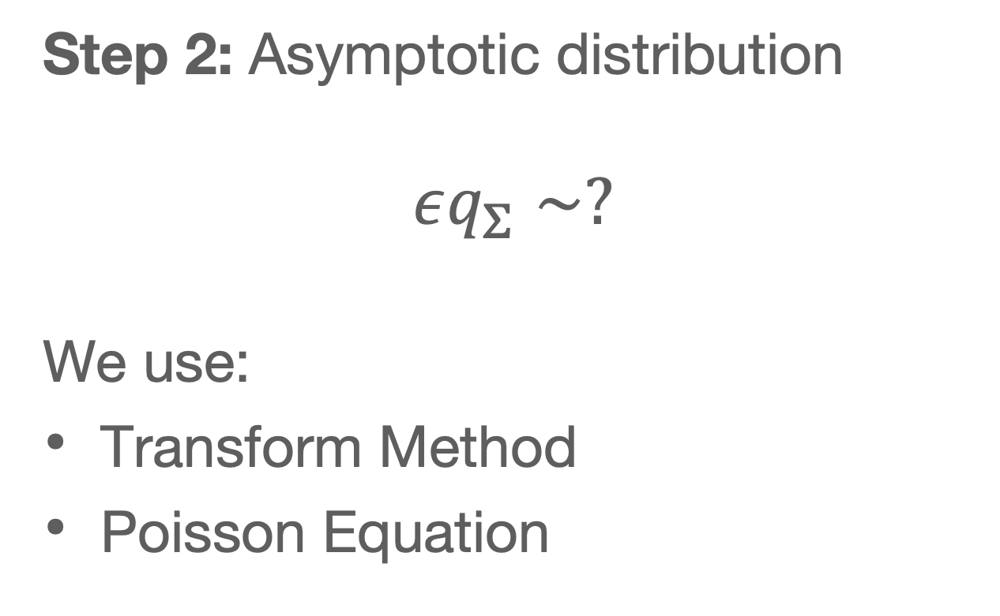 Step 2: Asymptotic distribution
ϵq_Σ ~?
We use:
• Transform Method
• Poisson Equation